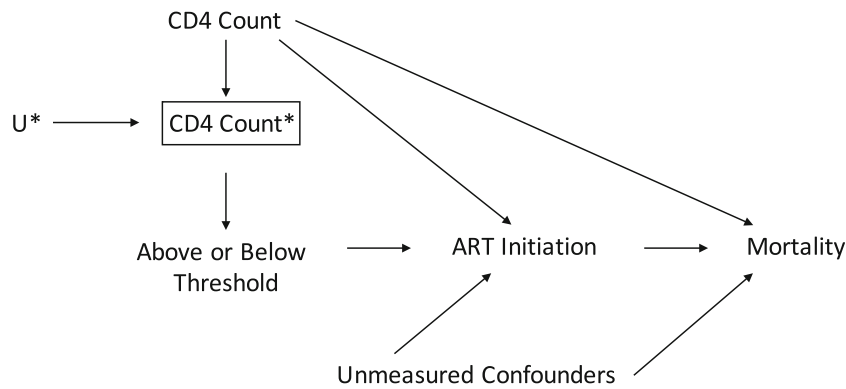 CD4 Count
U*
CD4 Count*
Above or Below
Threshold
ART Initiation
Mortality
Unmeasured Confounders